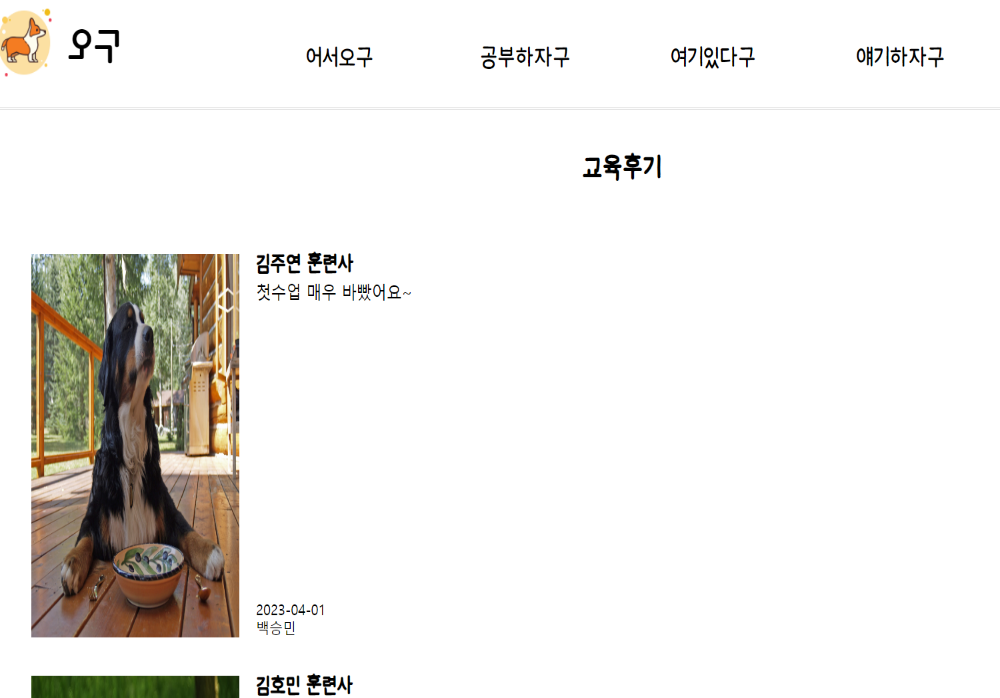 오구
어서오구 공부하자구 여기있다구 얘기하자구
교육후기
김주연 훈련사
첫수업 매우 바빴어요~
2023-04-01
백승민
김호민 훈련사